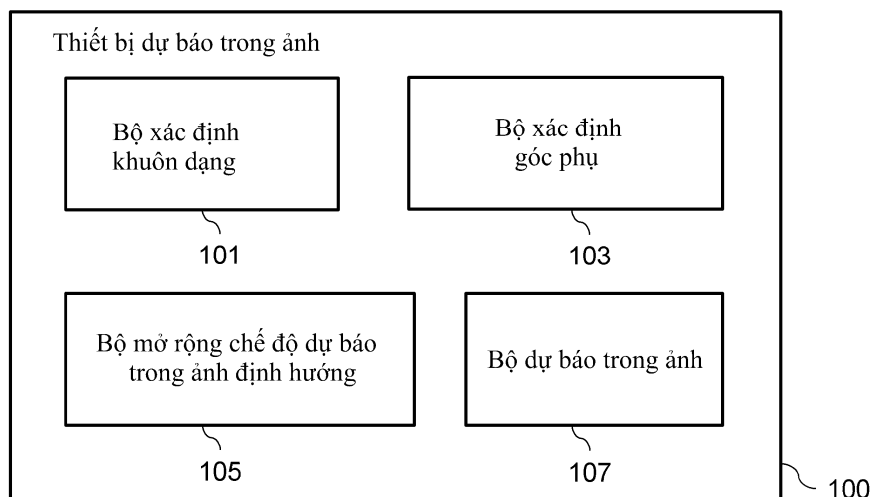 Thiết bị dự báo trong ảnh
Bộ xác định
khuôn dạng
Bộ xác định
góc phụ
101
103
Bộ mở rộng chế độ dự báo
trong ảnh định hướng
Bộ dự báo trong ảnh
105
107
100